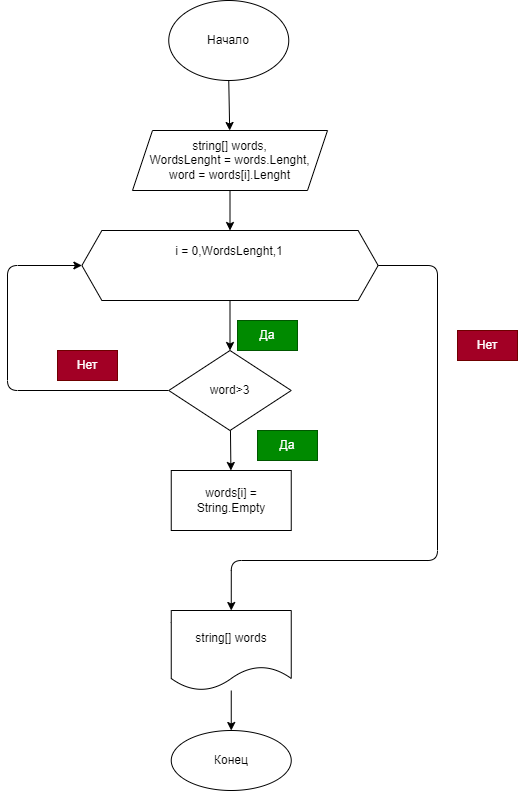 Начало
string[] words,
WordsLenght = words.Lenght,
word = words[i].Lenght
i = 0,WordsLenght,1
Да
Нет
Нет
word>3
Да
words[i] =
String.Empty
string[] words
Конец